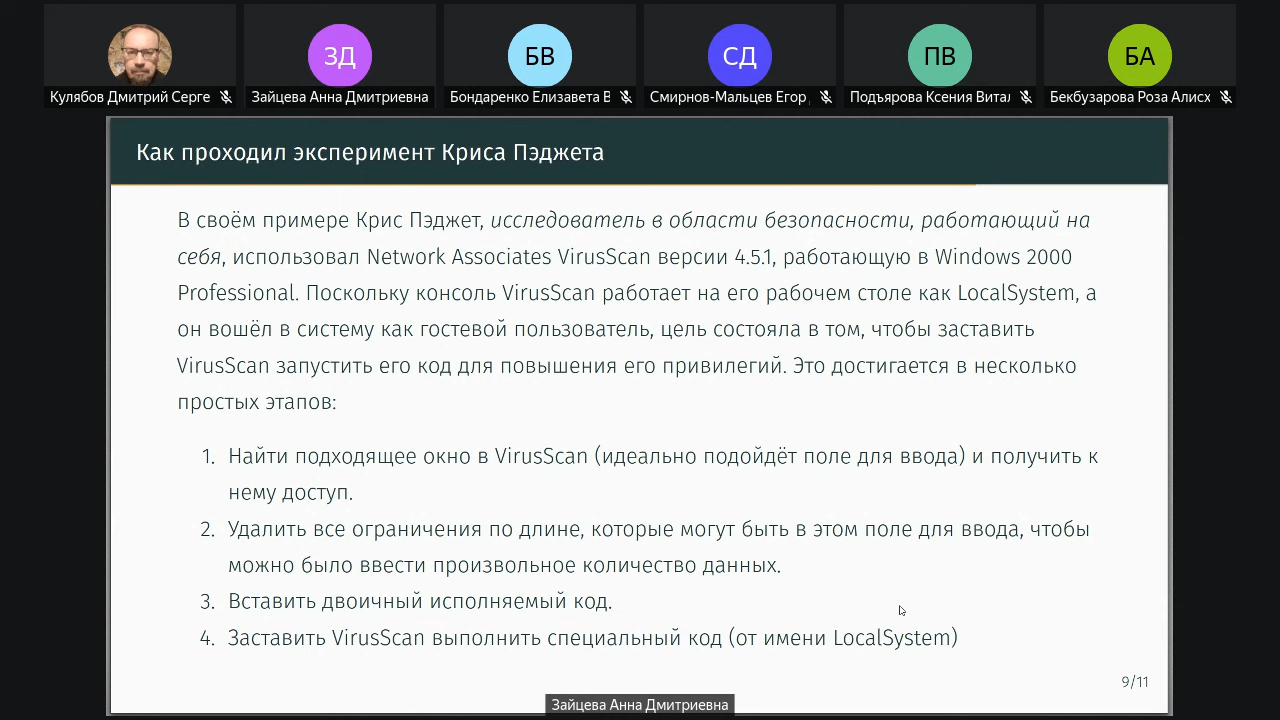 ЗД
БВ
СД
ПВ
БА
Кулябов Дмитрий Серге
Зайцева Анна Дмитриевна
Бондаренко Елизавета В
Смирнов-Мальцев Егор
Подъярова Ксения Витал
Бекбузарова Роза Алисх
Как проходил эксперимент Криса Пэджета
В своём примере Крис Пэджет, исследователь в области безопасности, работающий на
себя, использовал Network Associates VirusScan версии 4.5.1, работающую в Windows 2000
Professional. Поскольку консоль VirusScan работает на его рабочем столе как LocalSystem, а
он вошёл в систему как гостевой пользователь, цель состояла в том, чтобы заставить
VirusScan запустить его код для повышения его привилегий. Это достигается в несколько
простых этапов:
1. Найти подходящее окно в VirusScan (идеально подойдёт поле для ввода) и получить к
нему доступ.
2. Удалить все ограничения по длине, которые могут быть в этом поле для ввода, чтобы
можно было ввести произвольное количество данных.
3. Вставить двоичный исполняемый код.
4. Заставить VirusScan выполнить специальный код (от имени LocalSystem)
9/11
Зайцева Анна Дмитриевна